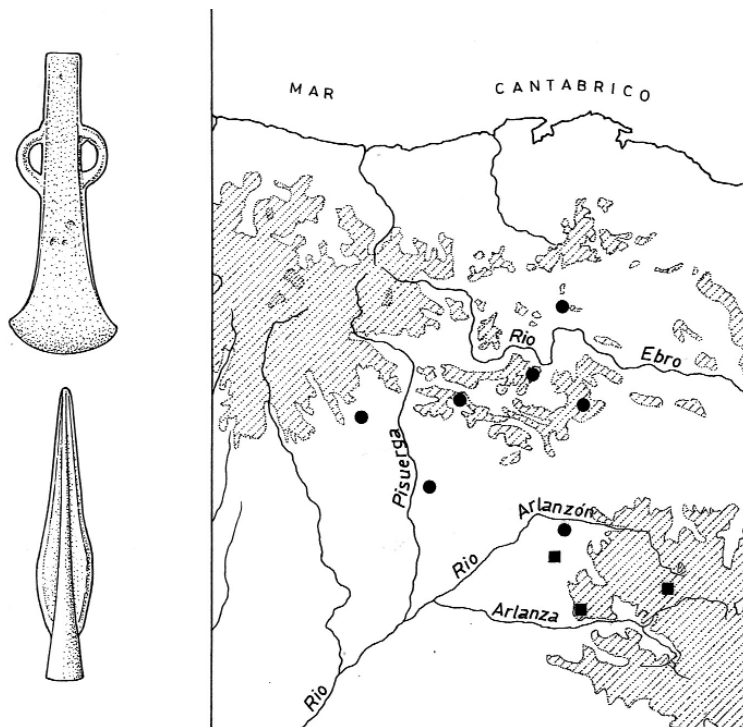 MAR
CANTABRICO
Rio
Ebro
Pisuerga
Arlanzón
Rio
Arlanza
Rio